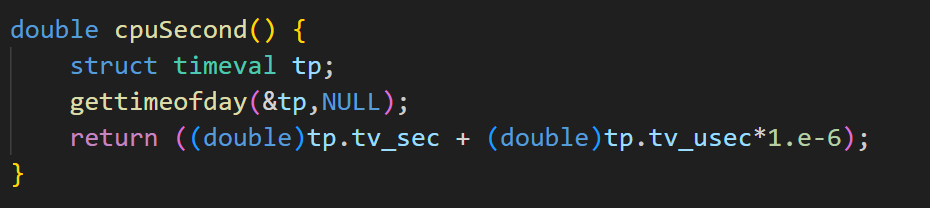 double cpuSecond() {
    struct timeval tp;
    gettimeofday(&tp,NULL);
    return ((double)tp.tv_sec + (double)tp.tv_usec*1.e-6);
}